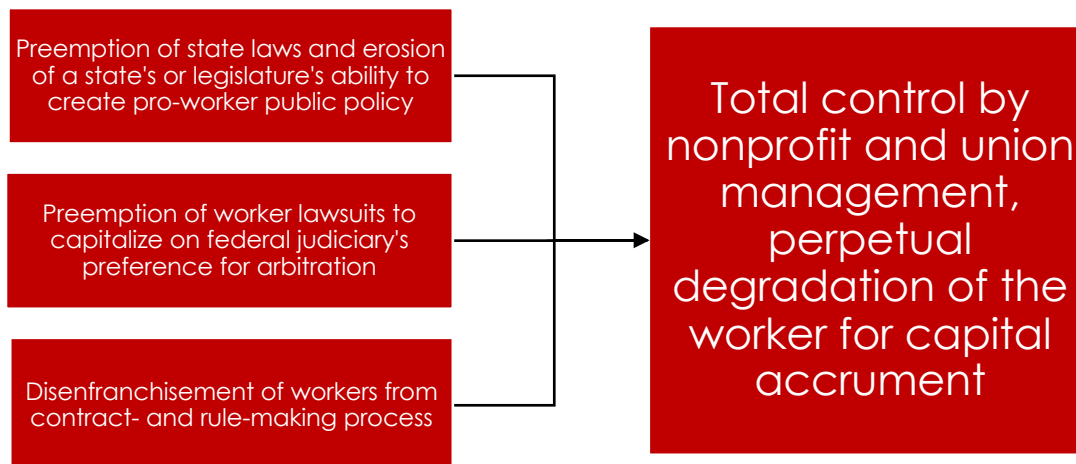 Preemption of state laws and erosion
of a state's or legislature's ability to
create pro-worker public policy
Preemption of worker lawsuits to
capitalize on federal judiciary's
preference for arbitration
Disenfranchisement of workers from
contract- and rule-making process
Total control by
nonprofit and union
management,
perpetual
degradation of the
worker for capital
accrument